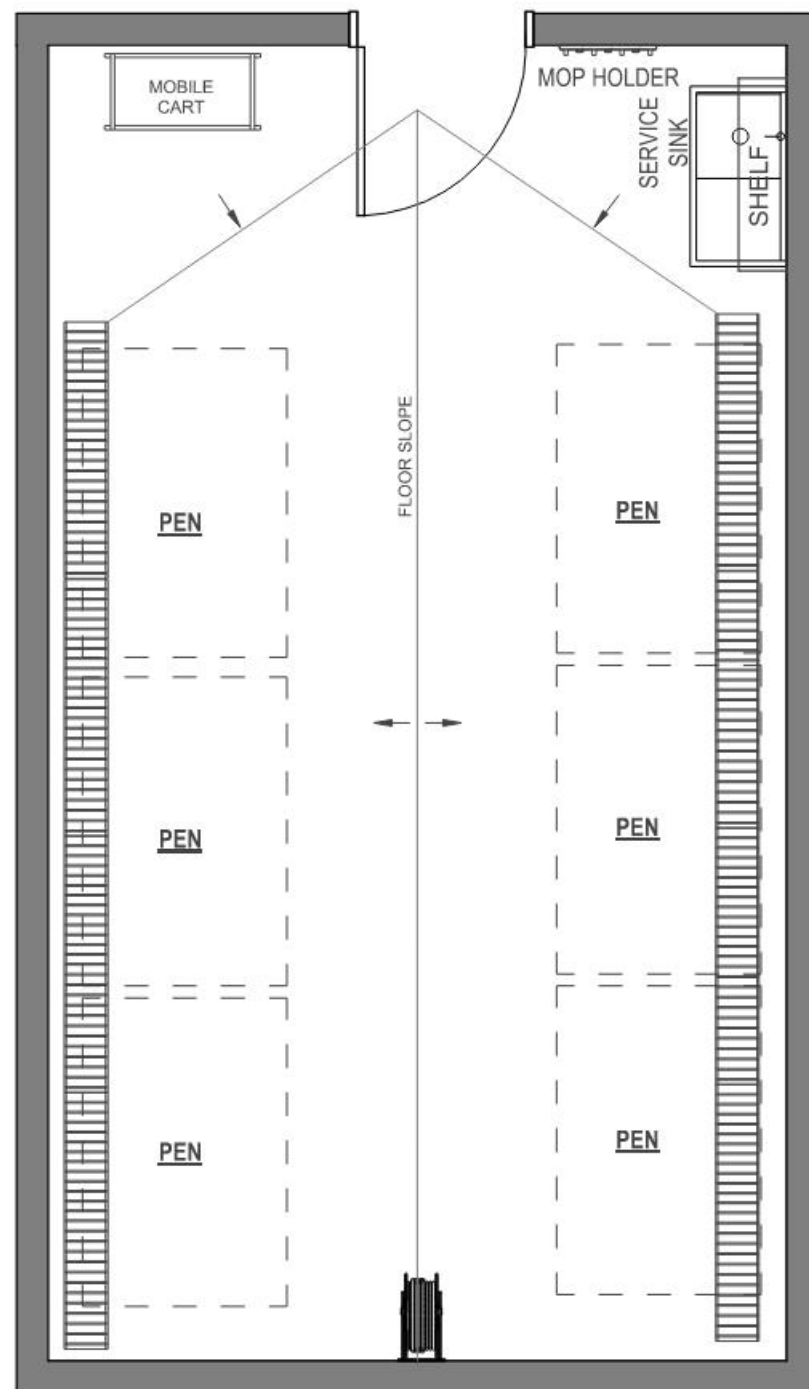 MOBILE
CART
MOP HOLDER
SERVICE
SINK
SHELF
FLOOR SLOPE
PEN
PEN
PEN
PEN
PEN
PEN